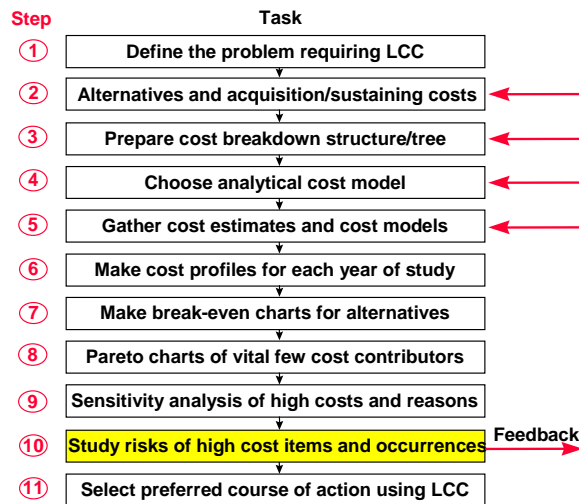 Step Task
1 Define the problem requiring LCC
2 Alternatives and acquisition/sustaining costs
3 Prepare cost breakdown structure/tree
4 Choose analytical cost model
5 Gather cost estimates and cost models
6 Make cost profiles for each year of study
7 Make break-even charts for alternatives
8 Pareto charts of vital few cost contributors
9 Sensitivity analysis of high costs and reasons
10 Study risks of high cost items and occurrences Feedback
11 Select preferred course of action using LCC